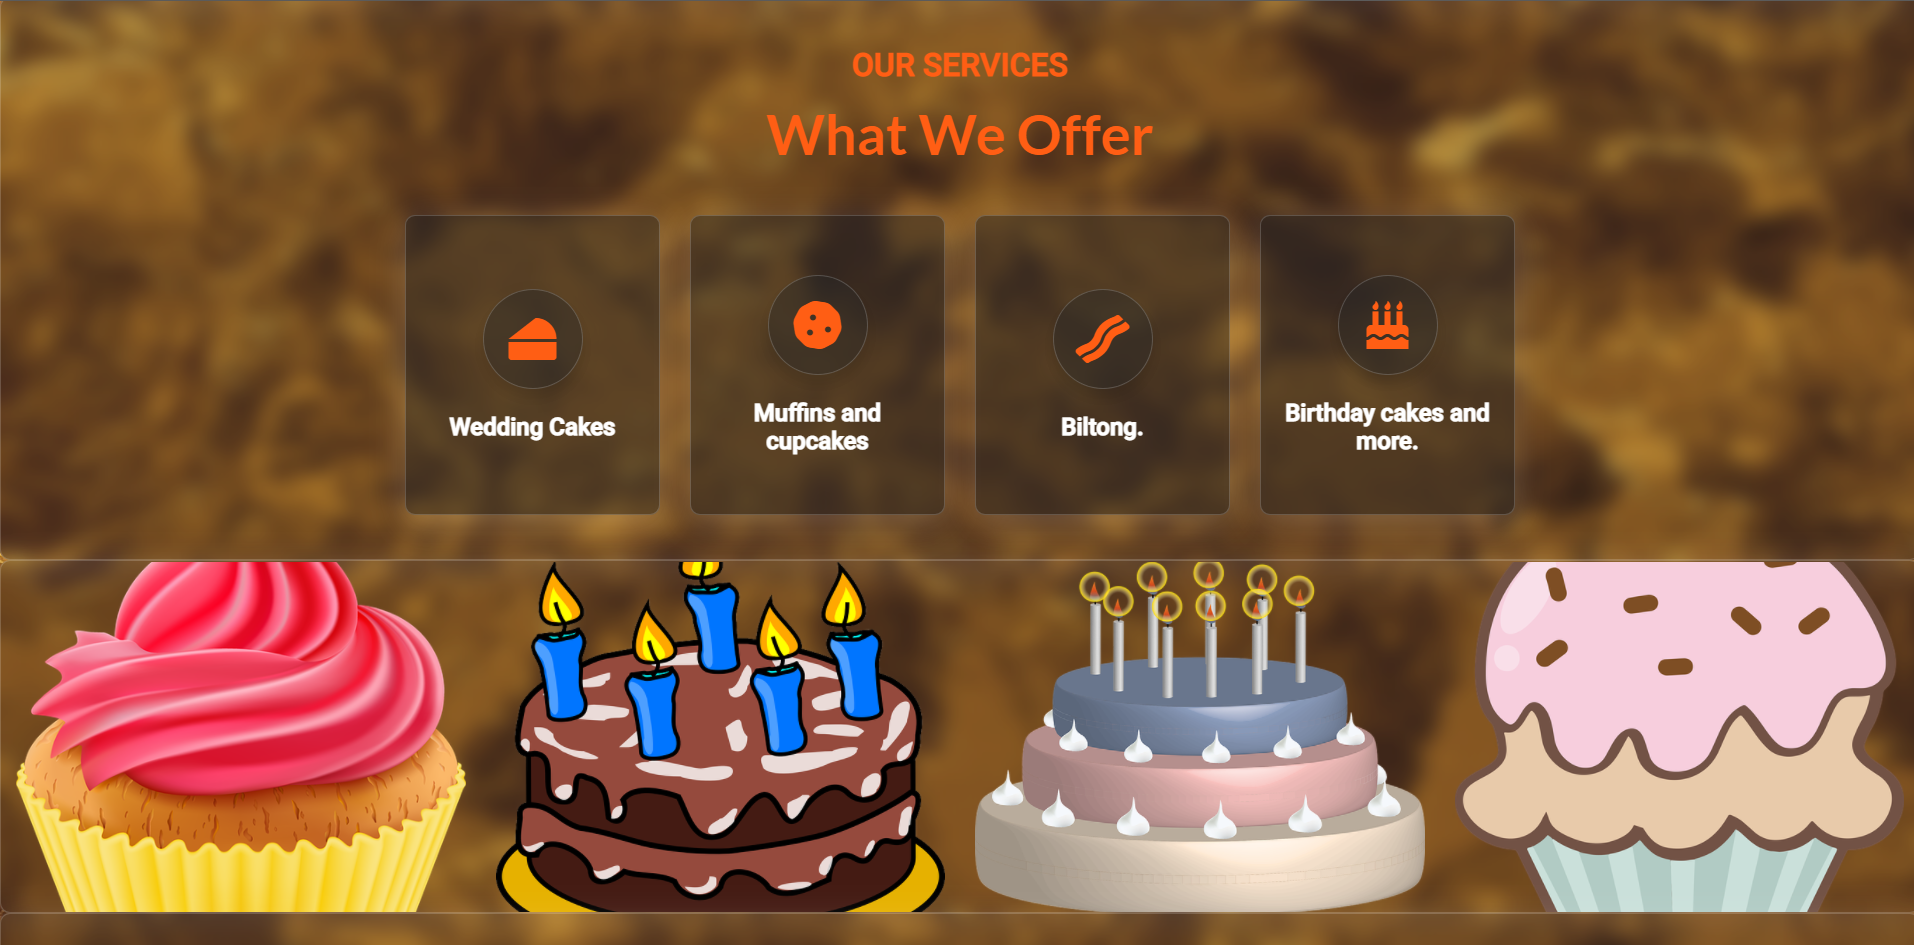 OUR SERVICES
What We Offer
Wedding Cakes
Muffins and
cupcakes
Biltong.
Birthday cakes and
more.